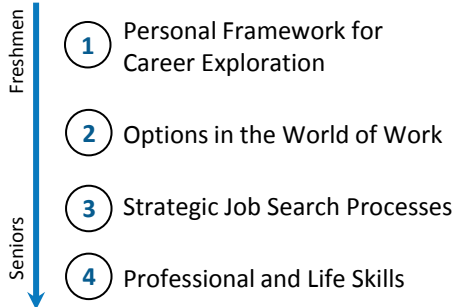 Freshmen
1
Personal Framework for
Career Exploration
2
Options in the World of Work
3
Strategic Job Search Processes
Seniors
4
Professional and Life Skills